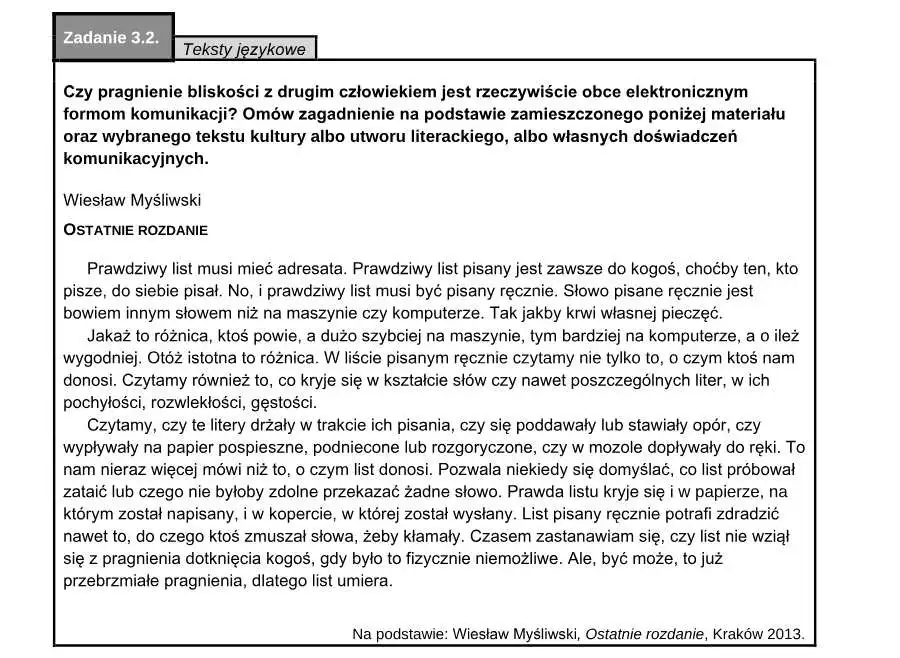 Zadanie 3.2.
Teksty językowe
Czy pragnienie bliskości z drugim człowiekiem jest rzeczywiście obce elektronicznym
formom komunikacji? Omów zagadnienie na podstawie zamieszczonego poniżej materiału
oraz wybranego tekstu kultury albo utworu literackiego, albo własnych doświadczeń
komunikacyjnych.
Wiesław Myśliwski
OSTATNIE ROZDANIE
Prawdziwy list musi mieć adresata. Prawdziwy list pisany jest zawsze do kogoś, choćby ten, kto
pisze, do siebie pisał. No, i prawdziwy list musi być pisany ręcznie. Słowo pisane ręcznie jest
bowiem innym słowem niż na maszynie czy komputerze. Tak jakby krwi własnej pieczęć.
Jakaż to różnica, ktoś powie, a dużo szybciej na maszynie, tym bardziej na komputerze, a o ileż
wygodniej. Otóż istotna to różnica. W liście pisanym ręcznie czytamy nie tylko to, o czym ktoś nam
donosi. Czytamy również to, co kryje się w kształcie słów czy nawet poszczególnych liter, w ich
pochyłości, rozwlekłości, gęstości.
Czytamy, czy te litery drżały w trakcie ich pisania, czy się poddawały lub stawiały opór, czy
wypływały na papier pospieszne, podniecone lub rozgoryczone, czy w mozole dopływały do ręki. To
nam nieraz więcej mówi niż to, o czym list donosi. Pozwala niekiedy się domyślać, co list próbował
zataić lub czego nie byłoby zdolne przekazać żadne słowo. Prawda listu kryje się i w papierze, na
którym został napisany, i w kopercie, w której został wysłany. List pisany ręcznie potrafi zdradzić
nawet to, do czego ktoś zmuszał słowa, żeby kłamały. Czasem zastanawiam się, czy list nie wziął
się z pragnienia dotknięcia kogoś, gdy było to fizycznie niemożliwe. Ale, być może, to już
przebrzmiałe pragnienia, dlatego list umiera.
Na podstawie: Wiesław Myśliwski, Ostatnie rozdanie, Kraków 2013.